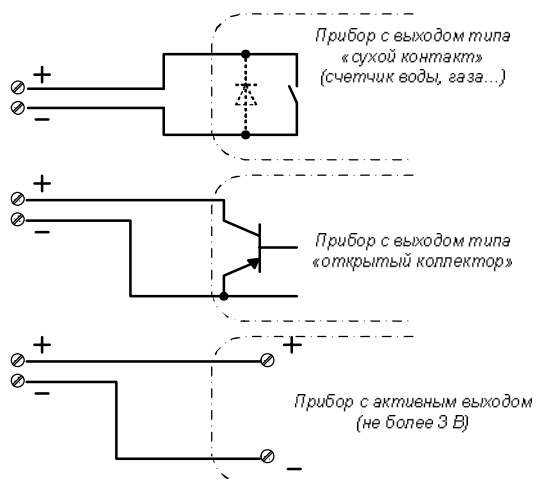 Прибор с выходом типа
«сухой контакт»
(счетчик воды, газа...)
+
−
+
−
Прибор с выходом типа
«открытый коллектор»
+
−
+
Прибор с активным выходом
(не более 3 В)
−